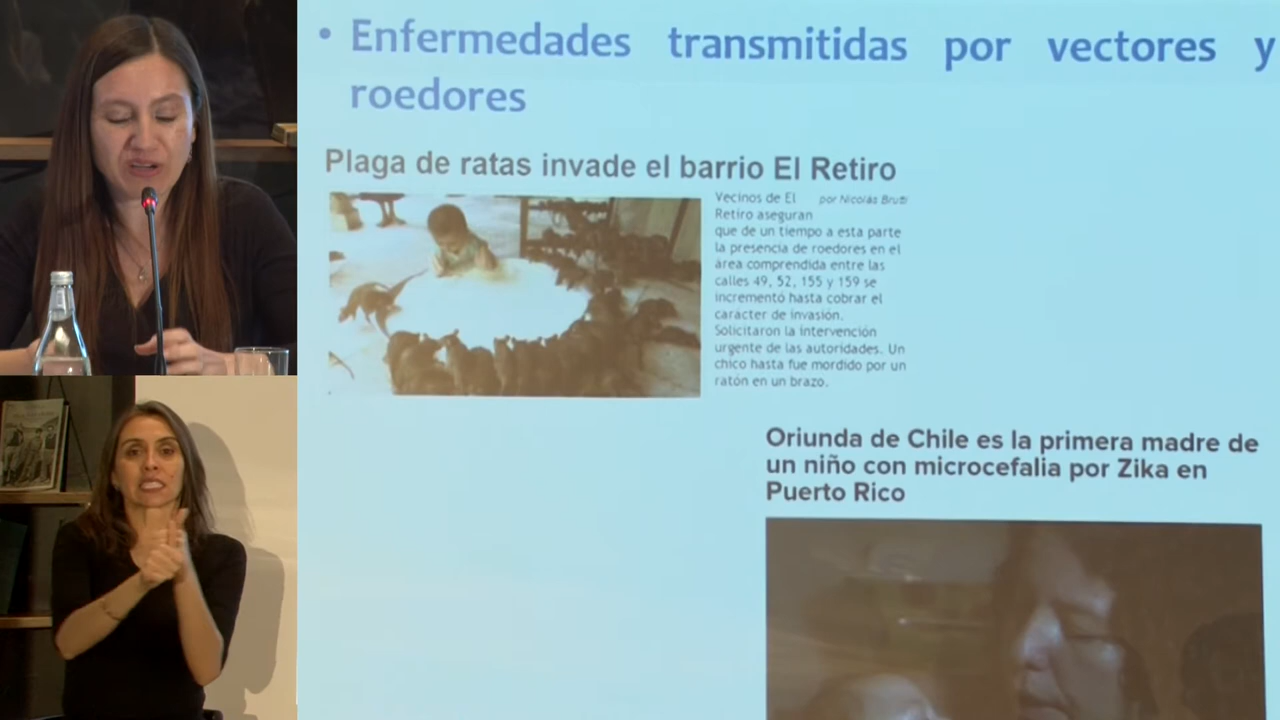 • Enfermedades transmitidas por vectores y
roedores
Plaga de ratas invade el barrio El Retiro
Vecinos de El por Nicolás Brutti
Retiro aseguran
que de un tiempo a esta parte
la presencia de roedores en el
área comprendida entre las
calles 49, 52, 155 y 159 se
incrementó hasta cobrar el
carácter de invasión.
Solicitaron la intervención
urgente de las autoridades. Un
chico hasta fue mordido por un
ratón en un brazo.
Oriunda de Chile es la primera madre de
un niño con microcefalia por Zika en
Puerto Rico